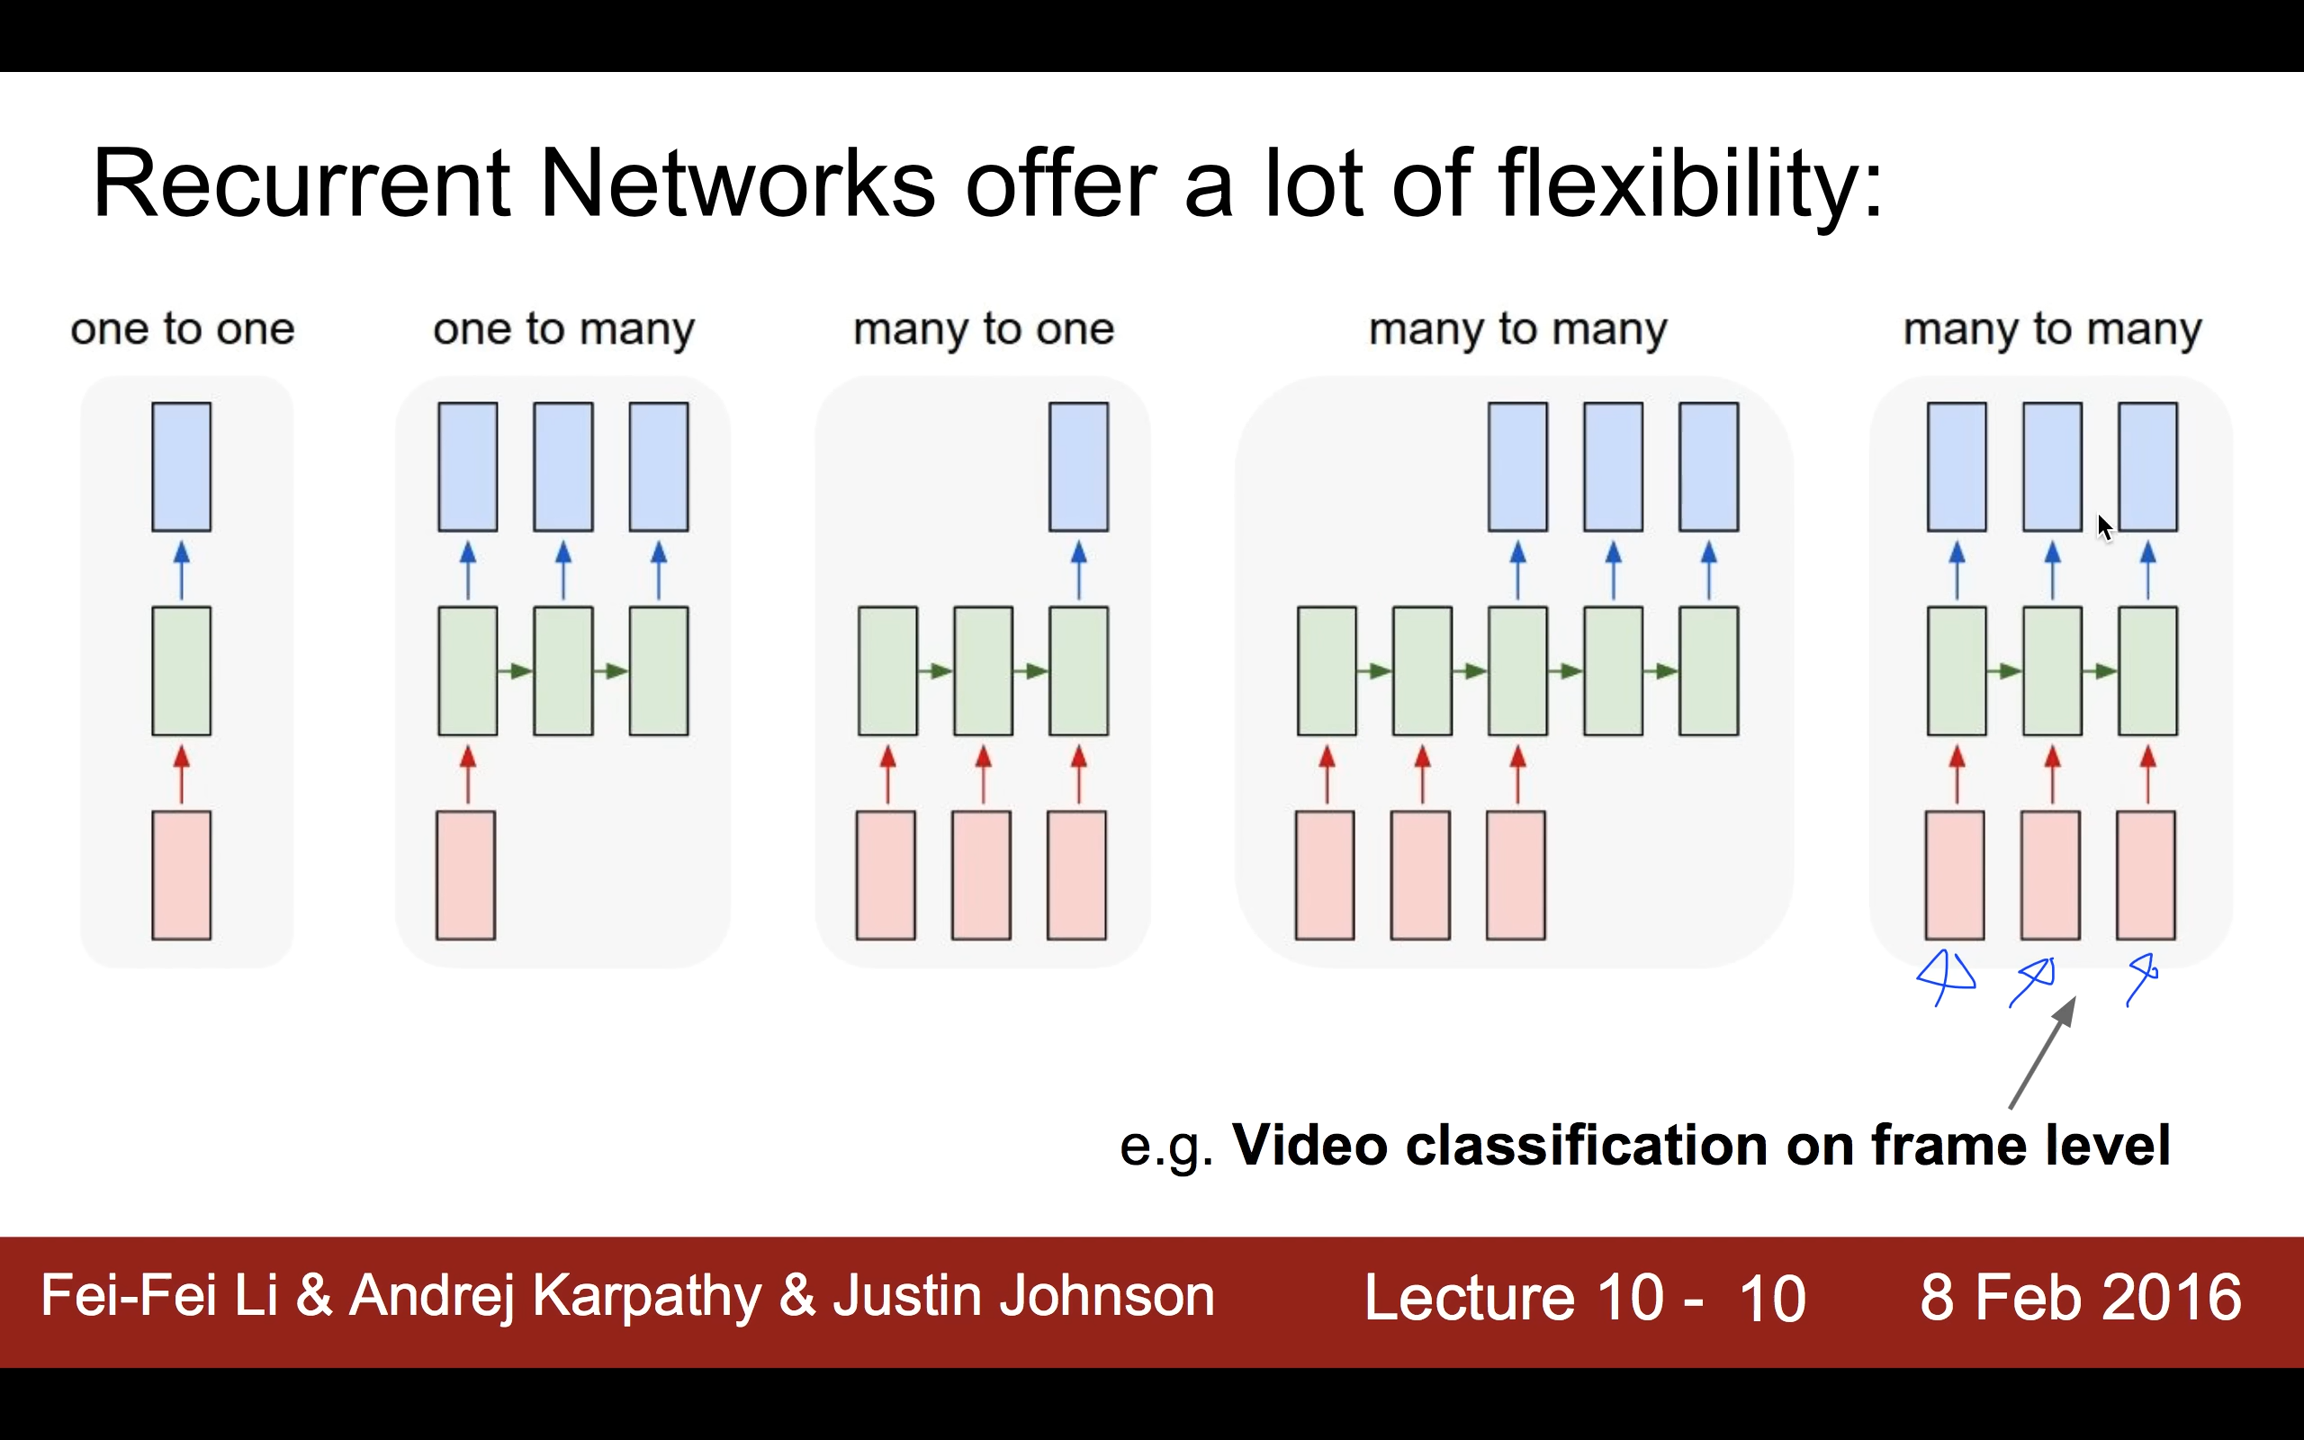 Recurrent Networks offer a lot of flexibility:
one to one
one to many
many to one
many to many
many to many
e.g. Video classification on frame level
Fei-Fei Li & Andrej Karpathy & Justin Johnson
Lecture 10 - 10
8 Feb 2016